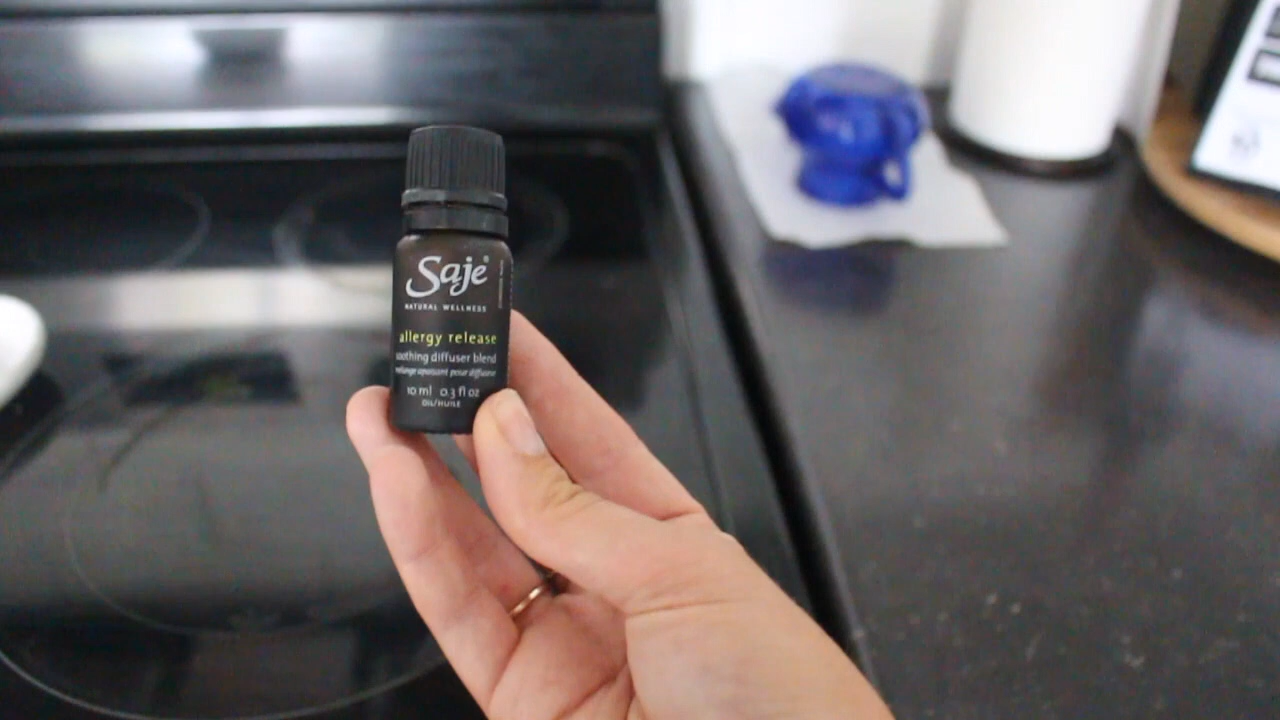 Saje®
NATURAL WELLNESS
allergy release
soothing diffuser blend
mélange apaisant pour diffuseur
10 ml 0.3 fl oz
OIL/HUILE